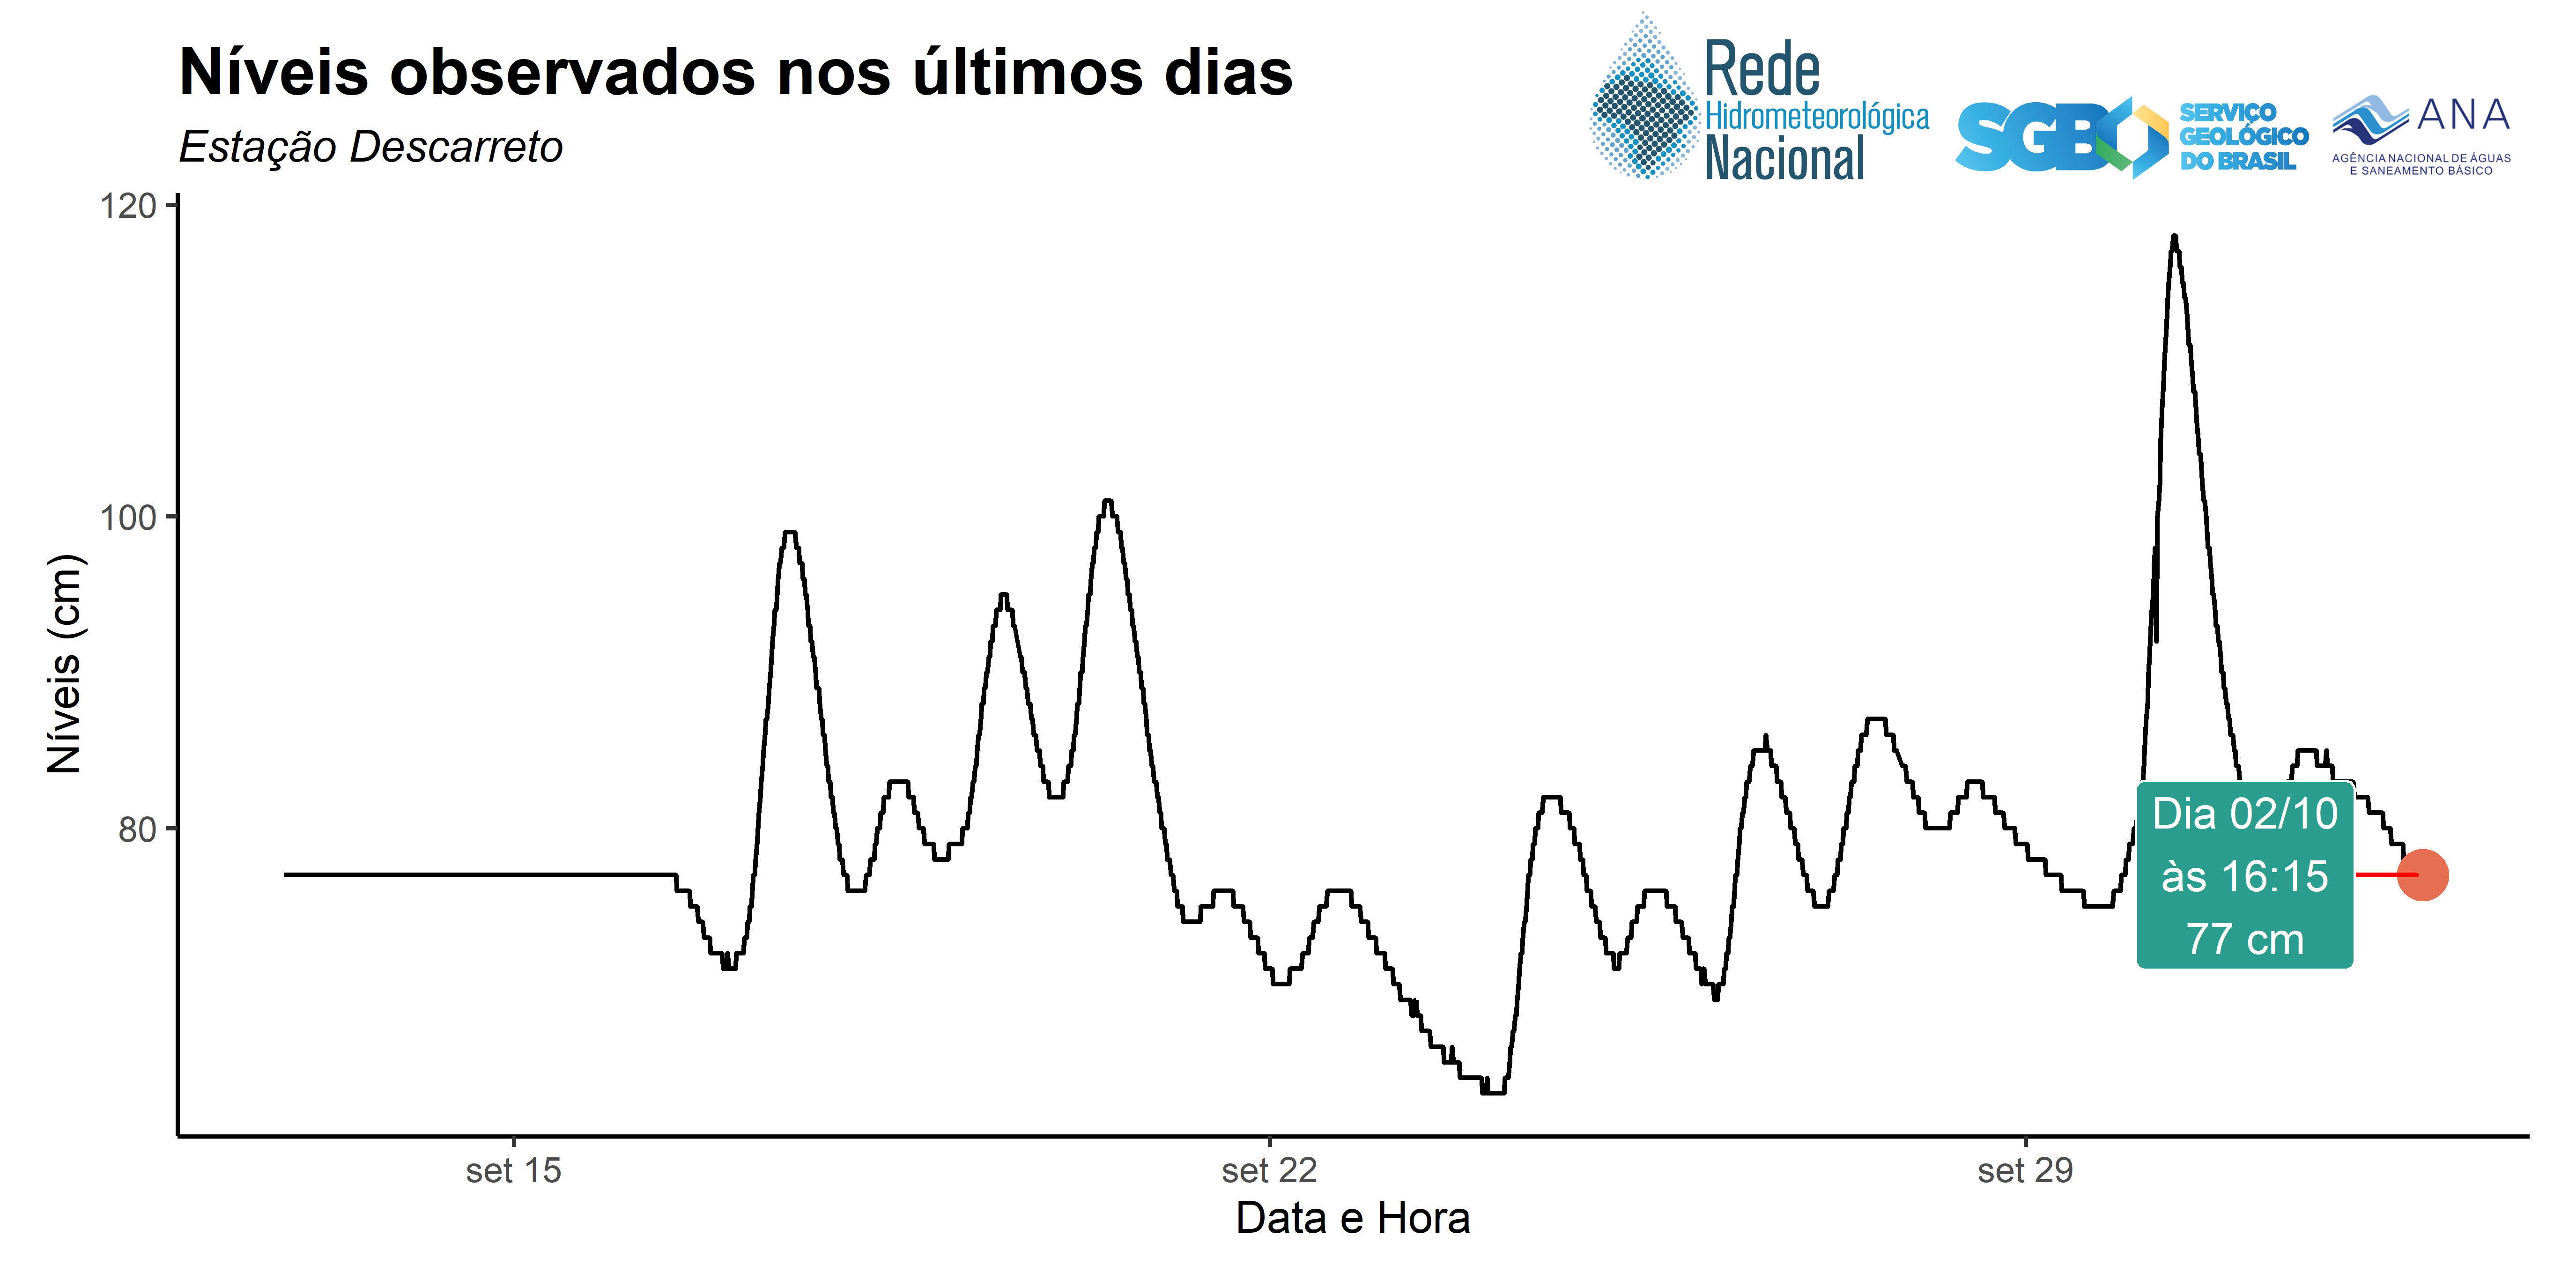 Níveis observados nos últimos dias
Estação Descarreto
Rede
Hidrometeorológica
Nacional
SGB
SERVIÇO
GEOLÓGICO
DO BRASIL
ANA
AGÊNCIA NACIONAL DE ÁGUAS
E SANEAMENTO BÁSICO
120
100
80
Níveis (cm)
Dia 02/10
às 16:15
77 cm
set 15
set 22
set 29
Data e Hora